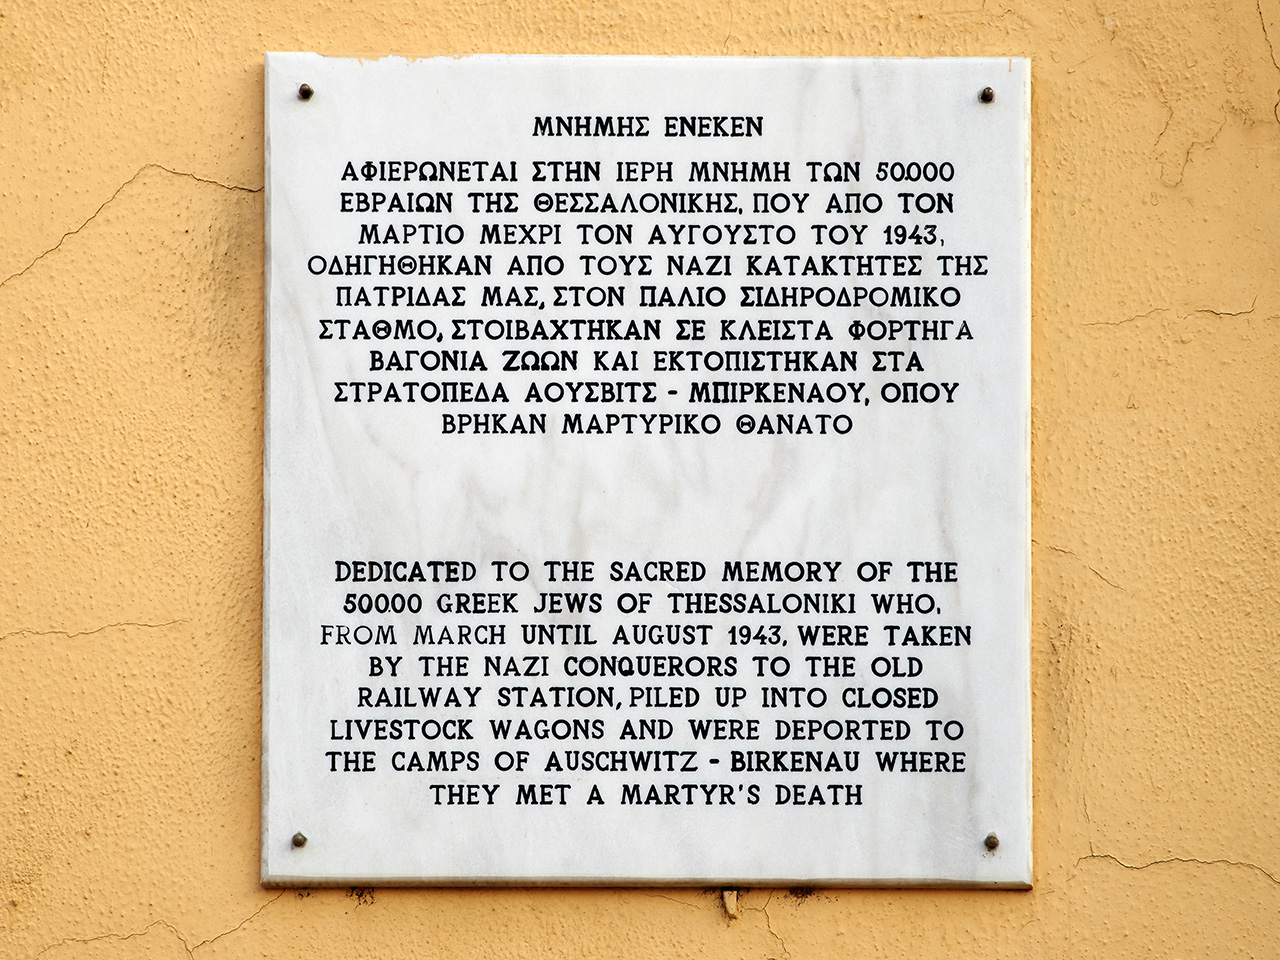 ΜΝΗΜΗΣ ΕΝΕΚΕΝ
ΑΦΙΕΡΩΝΕΤΑΙ ΣΤΗΝ ΙΕΡΗ ΜΝΗΜΗ ΤΩΝ 50.000
ΕΒΡΑΙΩΝ ΤΗΣ ΘΕΣΣΑΛΟΝΙΚΗΣ, ΠΟΥ ΑΠΟ ΤΟΝ
ΜΑΡΤΙΟ ΜΕΧΡΙ ΤΟΝ ΑΥΓΟΥΣΤΟ ΤΟΥ 1943,
ΟΔΗΓΗΘΗΚΑΝ ΑΠΟ ΤΟΥΣ ΝΑΖΙ ΚΑΤΑΚΤΗΤΕΣ ΤΗΣ
ΠΑΤΡΙΔΑΣ ΜΑΣ, ΣΤΟΝ ΠΑΛΙΟ ΣΙΔΗΡΟΔΡΟΜΙΚΟ
ΣΤΑΘΜΟ, ΣΤΟΙΒΑΧΤΗΚΑΝ ΣΕ ΚΛΕΙΣΤΑ ΦΟΡΤΗΓΑ
ΒΑΓΟΝΙΑ ΖΩΩΝ ΚΑΙ ΕΚΤΟΠΙΣΤΗΚΑΝ ΣΤΑ
ΣΤΡΑΤΟΠΕΔΑ ΑΟΥΣΒΙΤΣ - ΜΠΙΡΚΕΝΑΟΥ, ΟΠΟΥ
ΒΡΗΚΑΝ ΜΑΡΤΥΡΙΚΟ ΘΑΝΑΤΟ
DEDICATED TO THE SACRED MEMORY OF THE
50.000 GREEK JEWS OF THESSALONIKI WHO,
FROM MARCH UNTIL AUGUST 1943, WERE TAKEN
BY THE NAZI CONQUERORS TO THE OLD
RAILWAY STATION, PILED UP INTO CLOSED
LIVESTOCK WAGONS AND WERE DEPORTED TO
THE CAMPS OF AUSCHWITZ - BIRKENAU WHERE
THEY MET A MARTYR'S DEATH